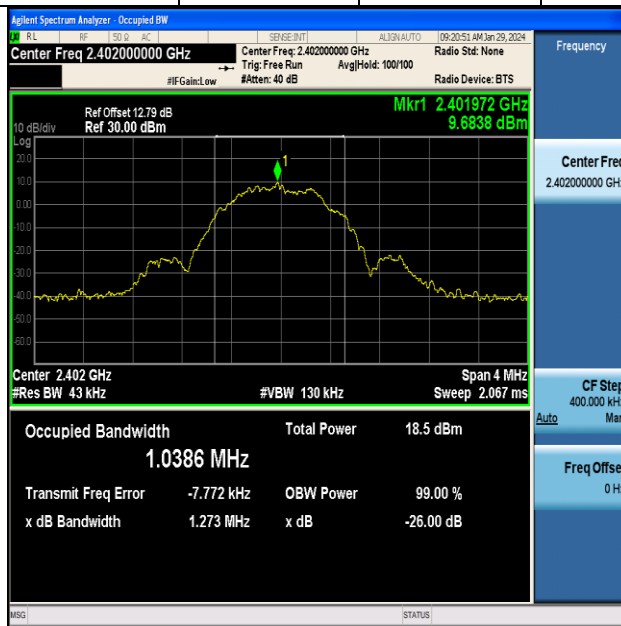 Agilent Spectrum Analyzer - Occupied BW
RL RF 50 Ω AC SENSE:INT ALIGN AUTO 09:20:51 AM Jan 29, 2024
Center Freq 2.402000000 GHz Center Freq: 2.402000000 GHz Radio Std: None Frequency
Trig: Free Run Avg|Hold: 100/100
#IFGain:Low #Atten: 40 dB Radio Device: BTS
Ref Offset 12.79 dB Mkr1 2.401972 GHz
10 dB/div Ref 30.00 dBm 9.6838 dBm
Log
20.0
1
10.0
0.00
-10.0
-20.0
-30.0
-40.0
-50.0
-60.0
Center Freq
2.402000000 GHz
Center 2.402 GHz Span 4 MHz
#Res BW 43 kHz #VBW 130 kHz Sweep 2.067 ms
CF Step
400.000 kHz
Auto Man
Occupied Bandwidth Total Power 18.5 dBm
1.0386 MHz
Transmit Freq Error -7.772 kHz OBW Power 99.00 %
x dB Bandwidth 1.273 MHz x dB -26.00 dB
Freq Offse
0 H
MSG STATUS